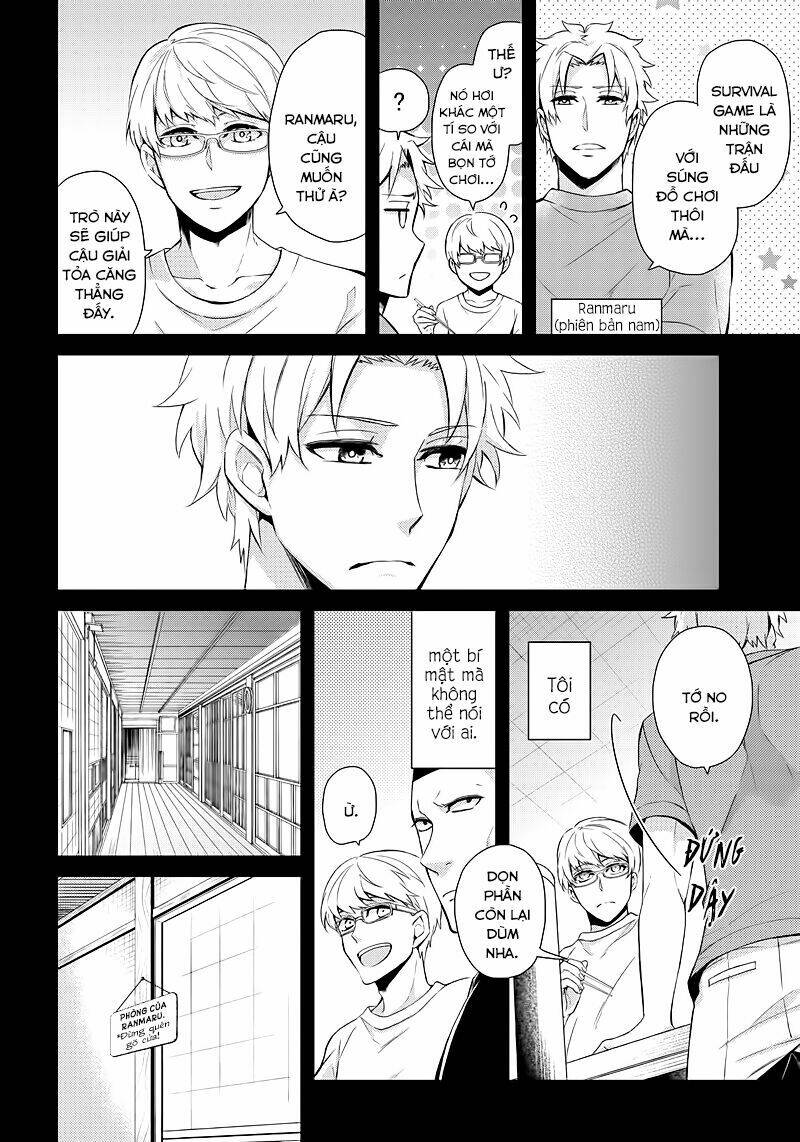 SURVIVAL
GAME LÀ
NHỮNG
TRẬN
ĐẤU
VỚI
SÚNG
ĐỒ CHƠI
THÔI
MÀ...
Ranmaru
(phiên bản nam)
THẾ
Ư?
NÓ HƠI
KHÁC MỘT
TÍ SO VỚI
CÁI MÀ
BỌN TỚ
CHƠI...
?
? ?
RANMARU,
CẬU
CŨNG
MUỐN
THỬ À?
TRÒ NÀY
SẼ GIÚP
CẬU GIẢI
TỎA CĂNG
THẲNG
ĐẤY.
TỚ NO
RỒI.
Tôi
có
ĐỨNG
DẬY
một bí
mật mà
không
thể nói
với ai.
DỌN
PHẦN
CÒN LẠI
DÙM
NHA.
Ừ.
PHÒNG CỦA
RANMARU.
*Đừng quên
gõ cửa!